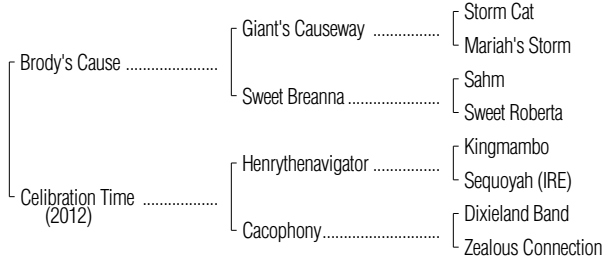 Storm Cat
Giant's Causeway ..................
Mariah's Storm
Brody's Cause ........................
Sahm
Sweet Breanna ........................
Sweet Roberta
Kingmambo
Henrythenavigator ..................
Sequoyah (IRE)
Celibration Time ....................
(2012)
Dixieland Band
Cacophony..............................
Zealous Connection